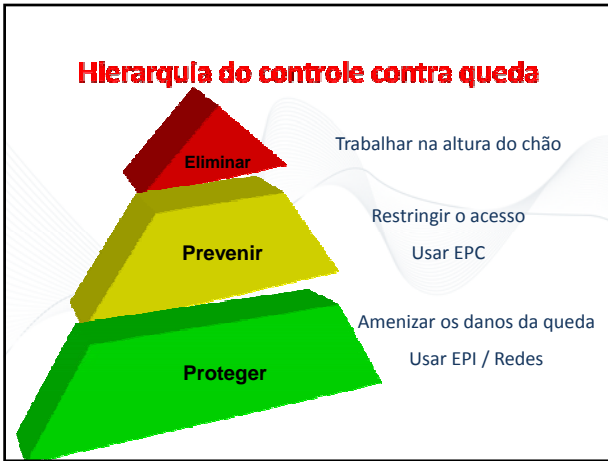 Hierarquia do controle contra queda
Eliminar
Trabalhar na altura do chão
Prevenir
Restringir o acesso
Usar EPC
Proteger
Amenizar os danos da queda
Usar EPI / Redes